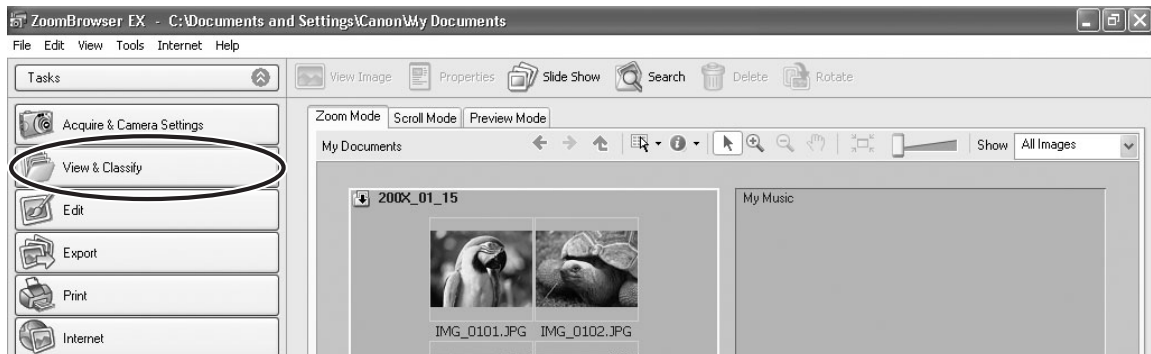 ZoomBrowser EX - C:\Documents and Settings\Canon\My Documents
File Edit View Tools Internet Help
Tasks
View Image Properties Slide Show Search Delete Rotate
Acquire & Camera Settings
View & Classify
Edit
Export
Print
Internet
Zoom Mode Scroll Mode Preview Mode
My Documents
Show All Images
200X_01_15
My Music
IMG_0101.JPG IMG_0102.JPG